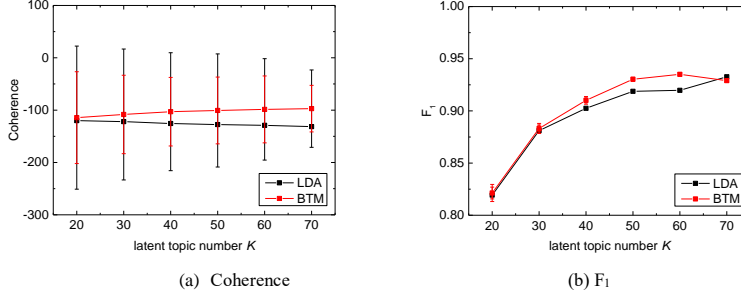 100
0
-100
-200
-300
Coherence
20 30 40 50 60 70
latent topic number K
LDA
BTM
(a) Coherence
1.00
0.95
0.90
0.85
0.80
F1
20 30 40 50 60 70
latent topic number K
LDA
BTM
(b) F1